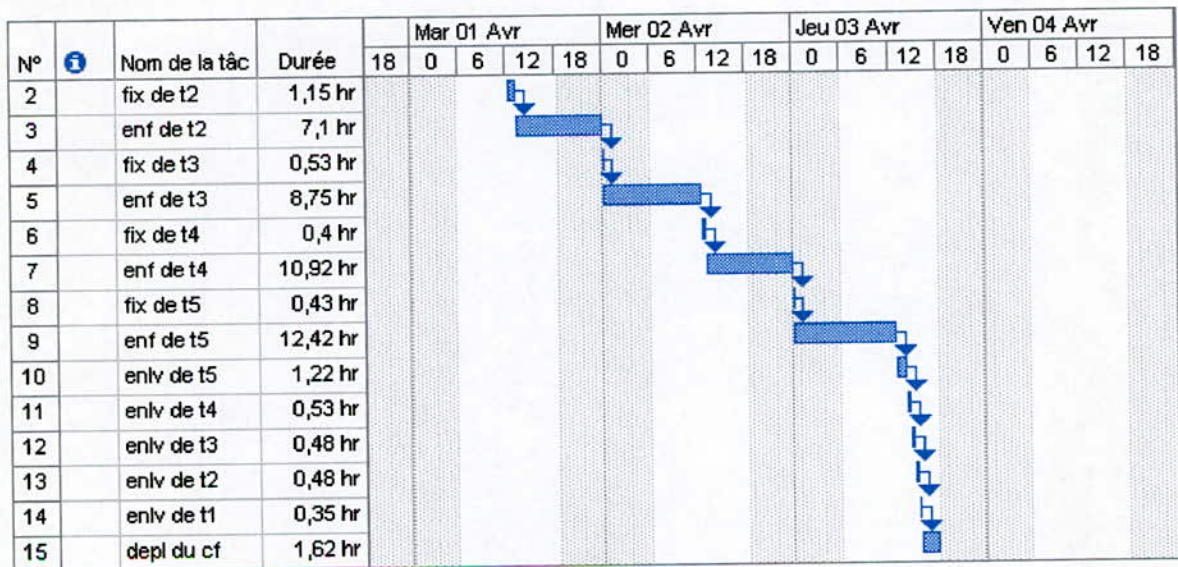 Mar 01 Avr Mer 02 Avr Jeu 03 Avr Ven 04 Avr
N° Nom de la tâc Durée 18 0 6 12 18 0 6 12 18 0 6 12 18 0 6 12 18
2 fix de t2 1,15 hr
3 enf de t2 7,1 hr
4 fix de t3 0,53 hr
5 enf de t3 8,75 hr
6 fix de t4 0,4 hr
7 enf de t4 10,92 hr
8 fix de t5 0,43 hr
9 enf de t5 12,42 hr
10 enlv de t5 1,22 hr
11 enlv de t4 0,53 hr
12 enlv de t3 0,48 hr
13 enlv de t2 0,48 hr
14 enlv de t1 0,35 hr
15 depl du cf 1,62 hr